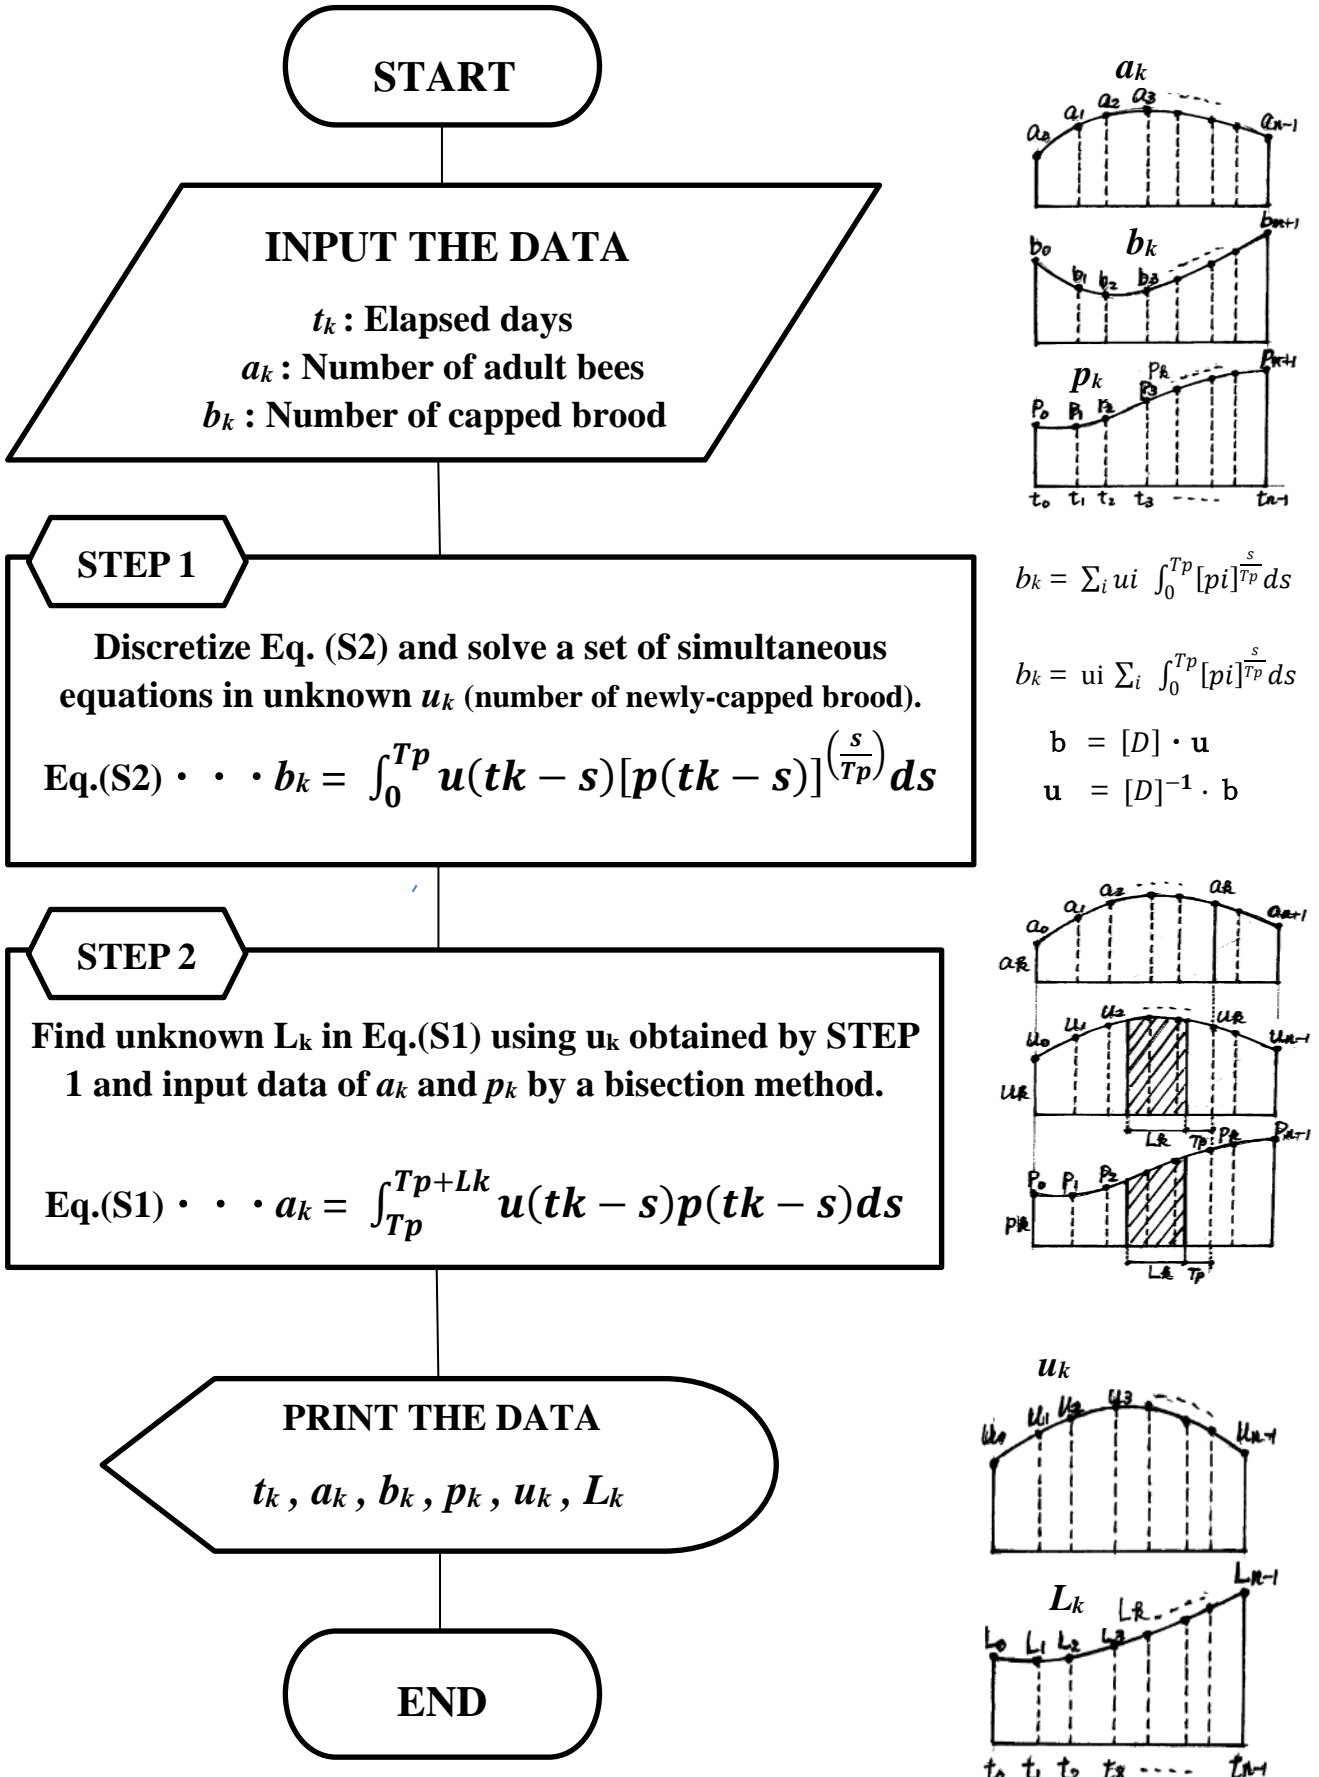 START
INPUT THE DATA
tk : Elapsed days
ak : Number of adult bees
bk : Number of capped brood
STEP 1
Discretize Eq. (S2) and solve a set of simultaneous
equations in unknown uk (number of newly-capped brood).
Eq.(S2)・・・bk = ∫₀^Tp u(tk − s)[p(tk − s)]^(s/Tp) ds
STEP 2
Find unknown Lk in Eq.(S1) using uk obtained by STEP
1 and input data of ak and pk by a bisection method.
Eq.(S1)・・・ak = ∫_Tp^Tp+Lk u(tk − s)p(tk − s)ds
PRINT THE DATA
tk , ak , bk , pk , uk , Lk
END
ak
a0 a1 a2 a3 ---- an-1
bk
b0 b1 b2 b3 ---- bn+1
pk
p0 p1 p2 p3 pk ---- pn+1
t0 t1 t2 t3 ---- tn-1
bk = ∑i ui ∫₀^Tp [pi]^(s/Tp) ds
bk = ui ∑i ∫₀^Tp [pi]^(s/Tp) ds
b = [D]・u
u = [D]⁻¹ · b
a0 a1 a2 ---- ak an+1
ak
u0 u1 u2 ---- uk un-1
uk
Lk Tp
p0 p1 p2 pk pn+1
pk
Lk Tp
uk
u0 u1 u2 u3 ---- un-1
Lk
L0 L1 L2 L3 Lk ---- Ln-1
t0 t1 t2 t3 ---- tn-1